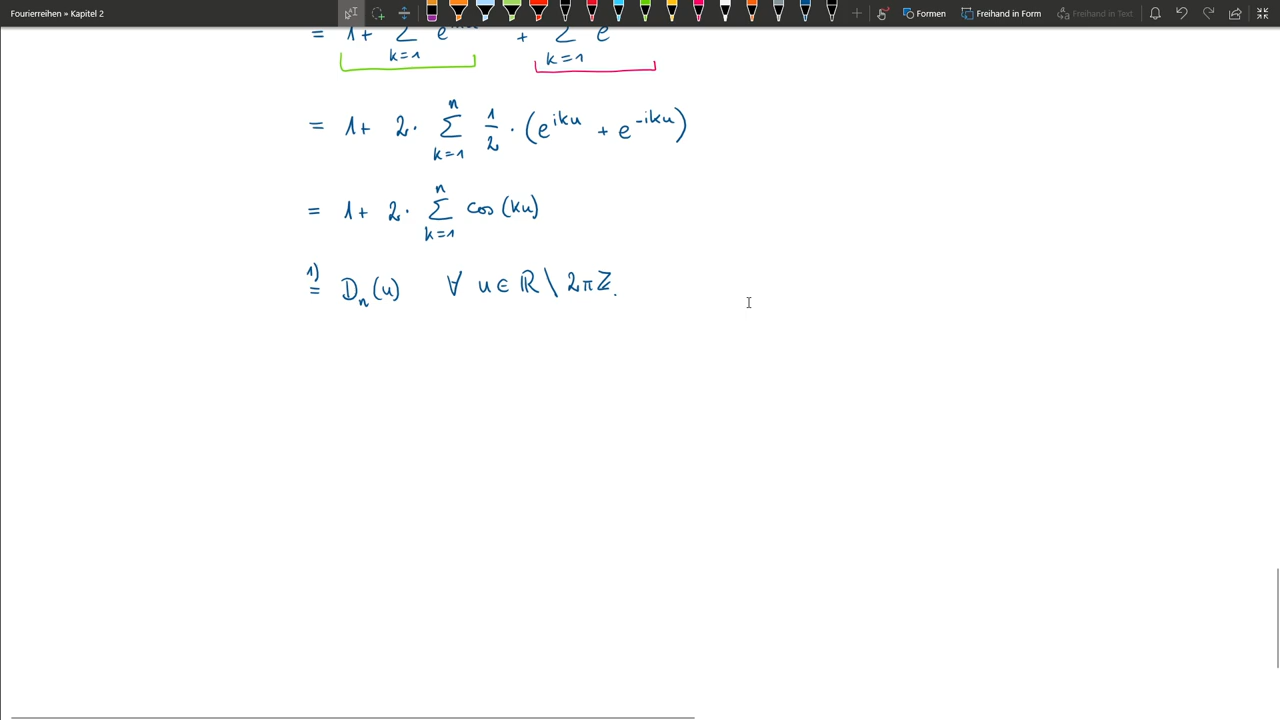 Fourierreihen » Kapitel 2
Formen
Freihand in Form
Freihand in Text
= 1 + ∑ e + ∑ e
k=1 k=1
= 1 + 2 · ∑_{k=1}^{n} 1/2 · (e^{iku} + e^{-iku})
= 1 + 2 · ∑_{k=1}^{n} cos(ku)
1)
= D_n(u) ∀ u ∈ ℝ \ 2πℤ.